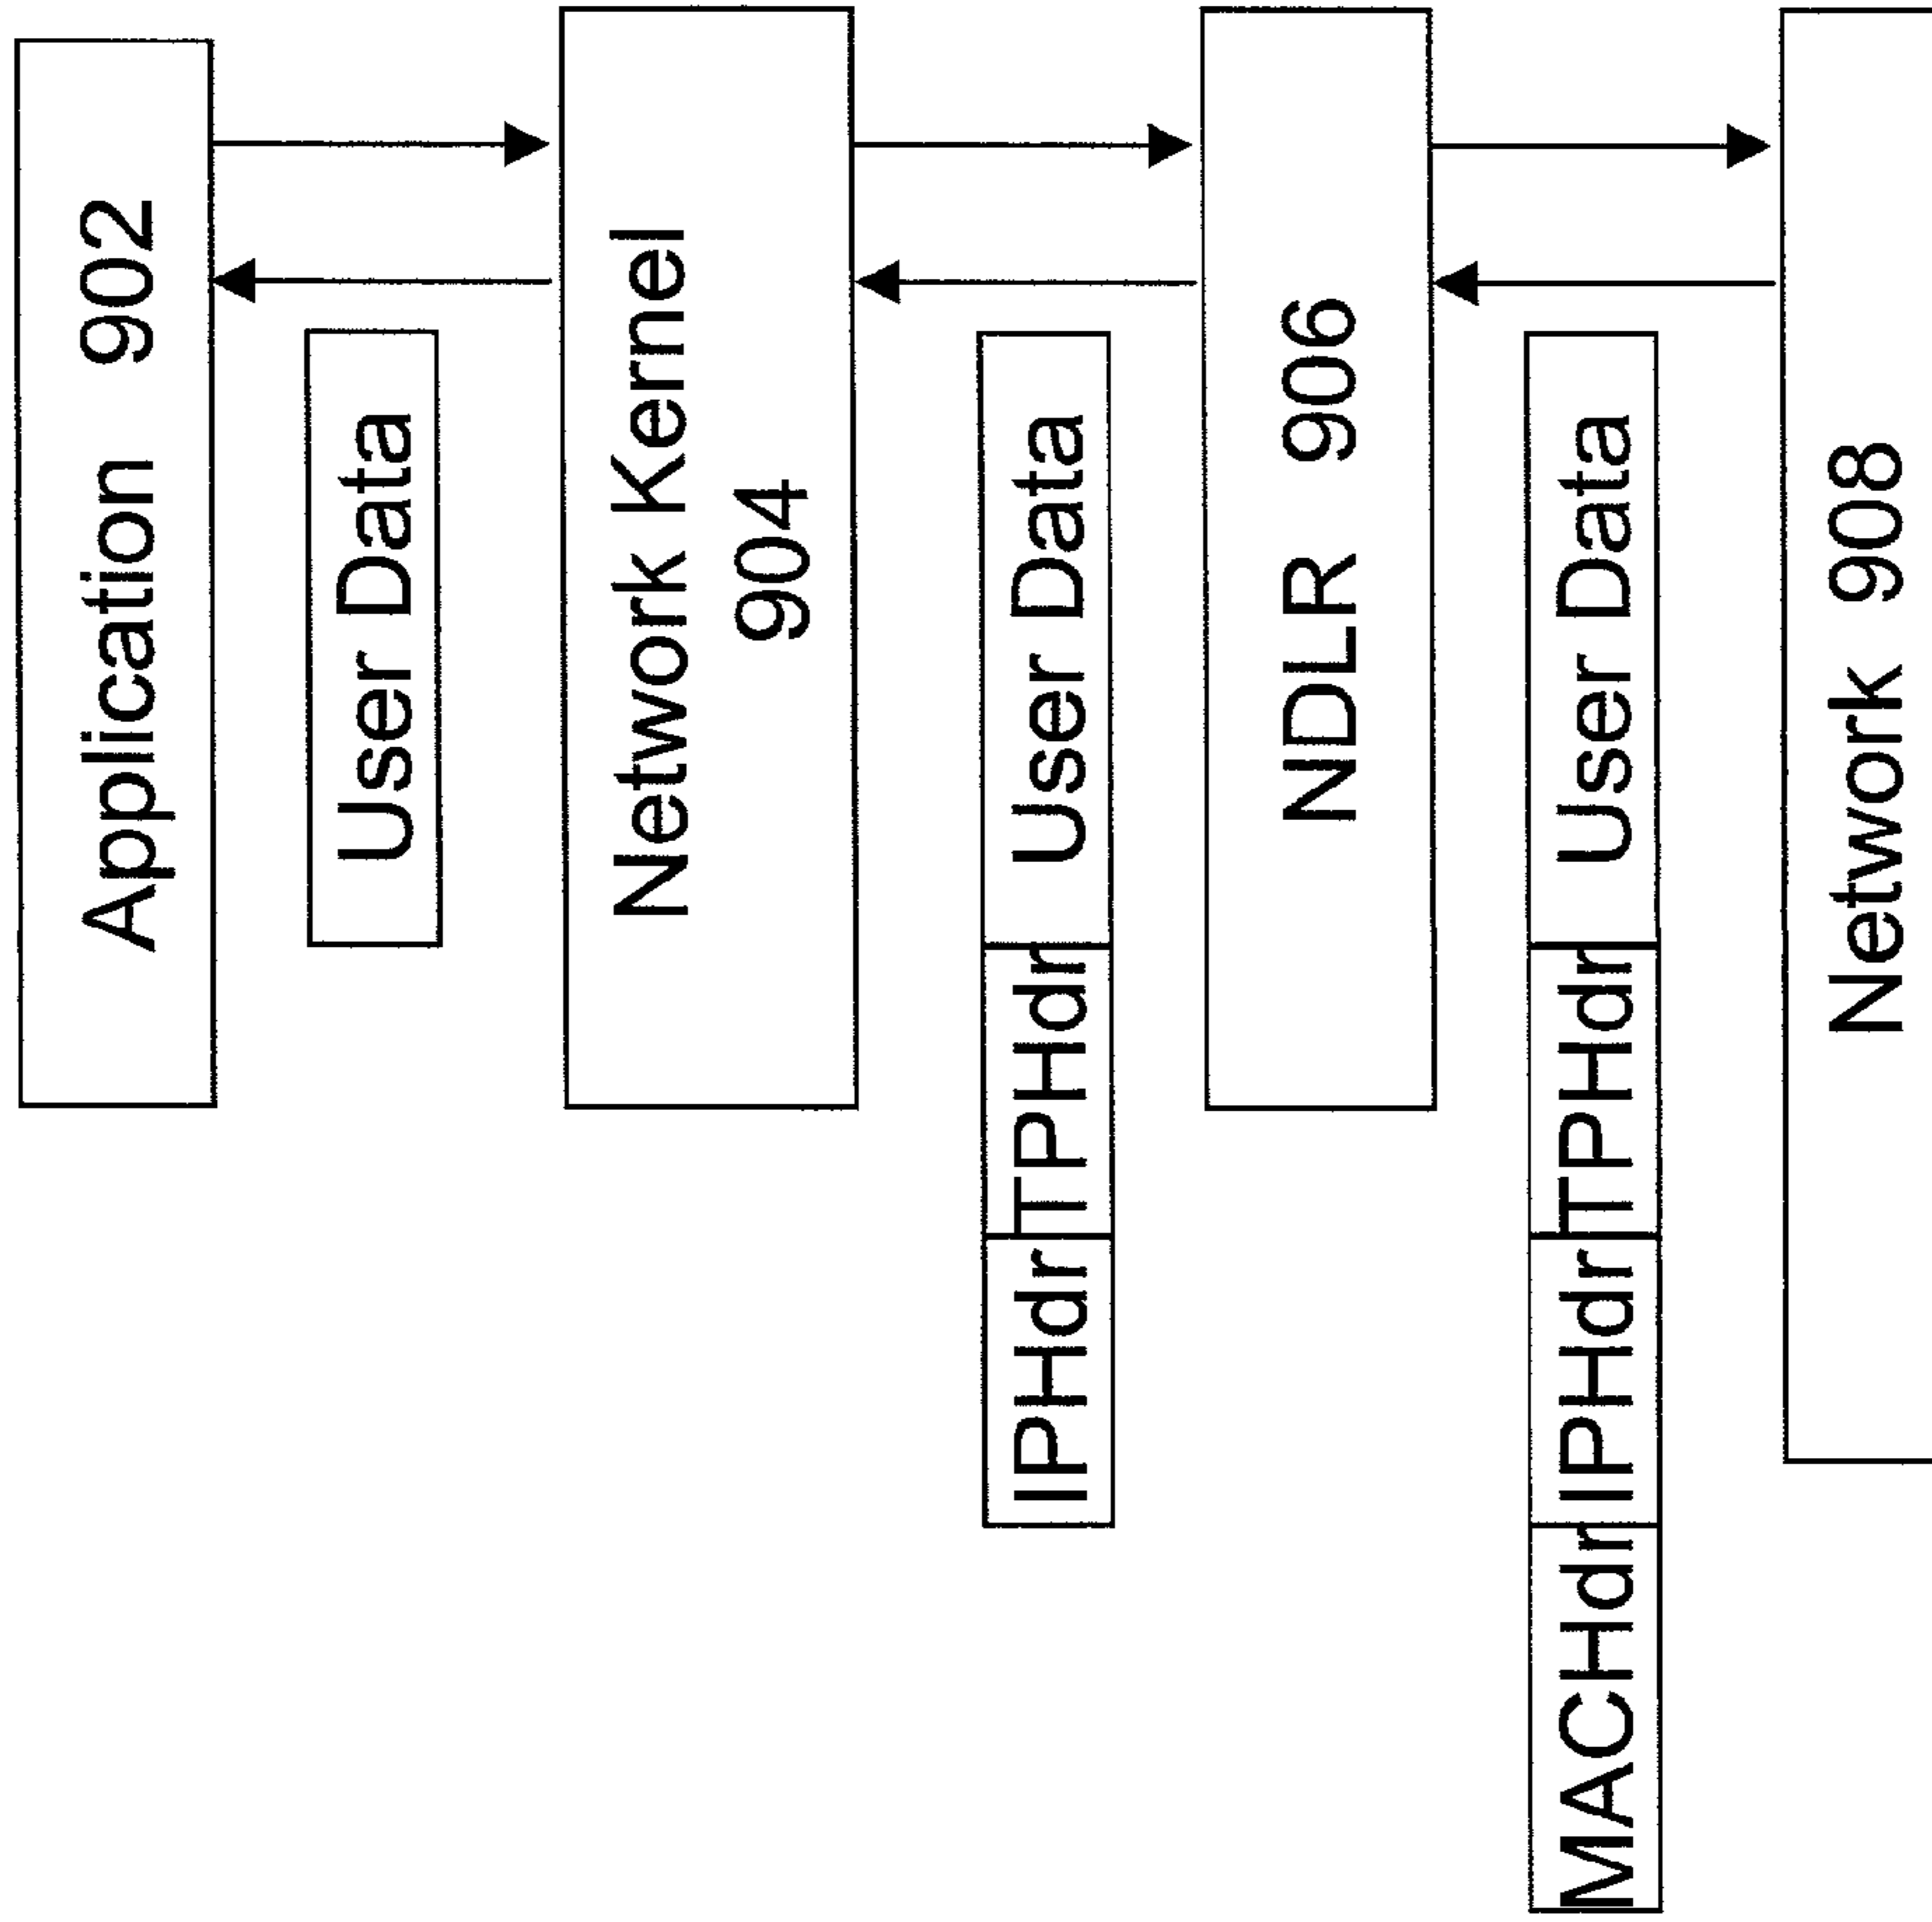 Application 902
User Data
Network Kernel
904
IPHdr TPHdr User Data
NDLR 906
MACHdr IPHdr TPHdr User Data
Network 908